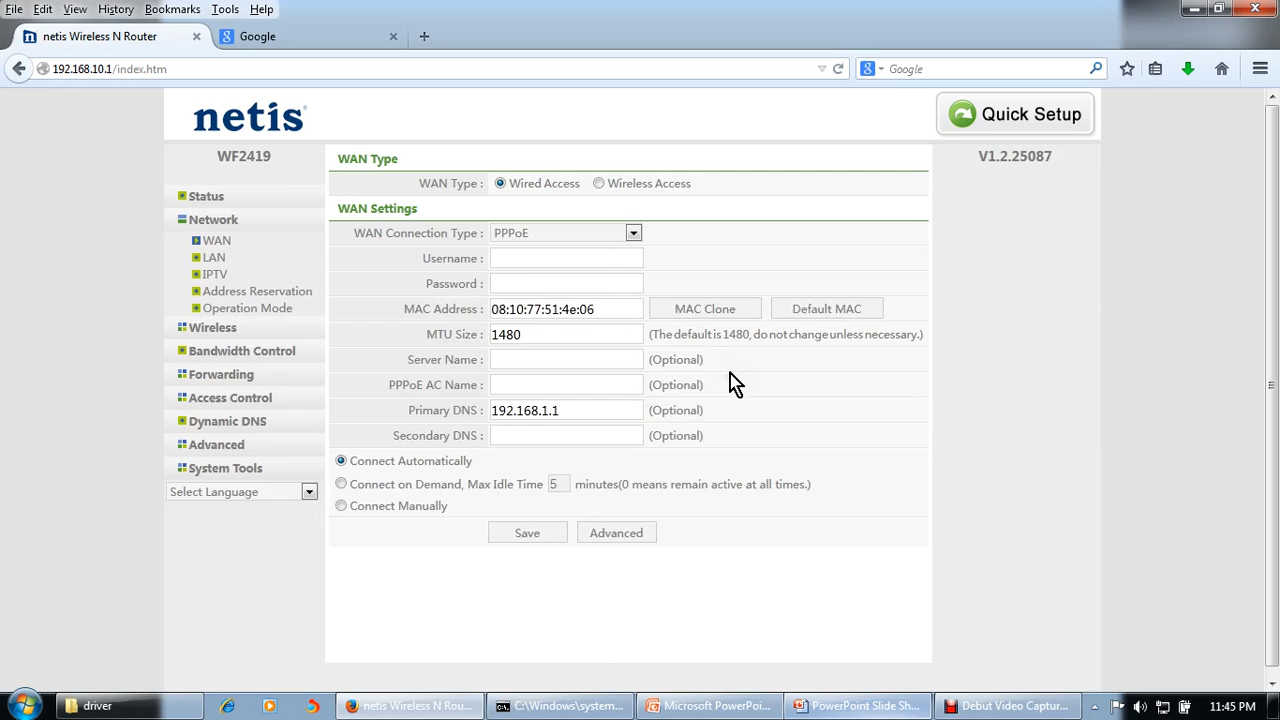 File Edit View History Bookmarks Tools Help
netis Wireless N Router
Google
192.168.10.1/index.htm
Google
netis
Quick Setup
WF2419
V1.2.25087
Status
Network
WAN
LAN
IPTV
Address Reservation
Operation Mode
Wireless
Bandwidth Control
Forwarding
Access Control
Dynamic DNS
Advanced
System Tools
Select Language
WAN Type
WAN Type : Wired Access Wireless Access
WAN Settings
WAN Connection Type : PPPoE
Username :
Password :
MAC Address : 08:10:77:51:4e:06 MAC Clone Default MAC
MTU Size : 1480 (The default is 1480, do not change unless necessary.)
Server Name : (Optional)
PPPoE AC Name : (Optional)
Primary DNS : 192.168.1.1 (Optional)
Secondary DNS : (Optional)
Connect Automatically
Connect on Demand, Max Idle Time 5 minutes(0 means remain active at all times.)
Connect Manually
Save Advanced
driver
netis Wireless N Rou...
C:\Windows\system...
Microsoft PowerPoi...
PowerPoint Slide Sh...
Debut Video Captur...
11:45 PM